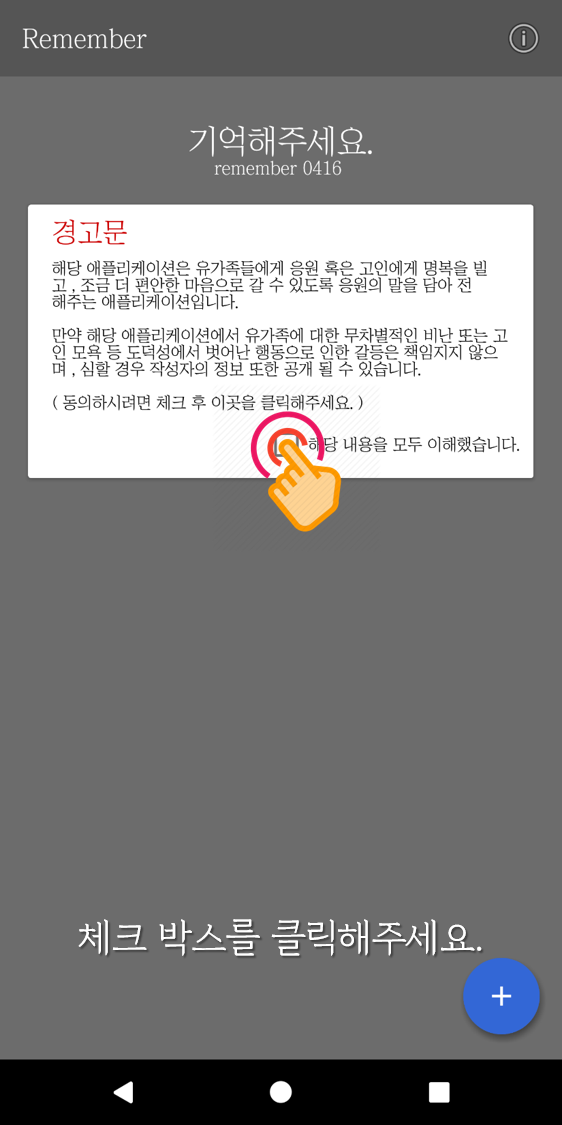 Remember
기억해주세요.
remember 0416
경고문
해당 애플리케이션은 유가족들에게 응원 혹은 고인에게 명복을 빌
고 , 조금 더 편안한 마음으로 갈 수 있도록 응원의 말을 담아 전
해주는 애플리케이션입니다.
만약 해당 애플리케이션에서 유가족에 대한 무차별적인 비난 또는 고
인 모욕 등 도덕성에서 벗어난 행동으로 인한 갈등은 책임지지 않으
며 , 심할 경우 작성자의 정보 또한 공개 될 수 있습니다.
( 동의하시려면 체크 후 이곳을 클릭해주세요. )
해당 내용을 모두 이해했습니다.
체크 박스를 클릭해주세요.